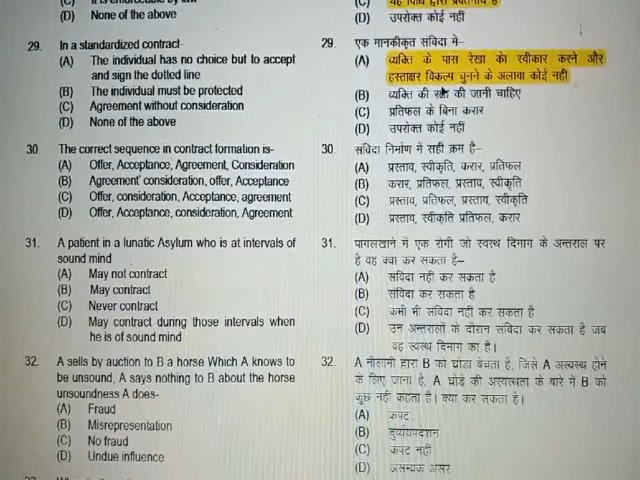 (D) None of the above
29. In a standardized contract-
(A) The individual has no choice but to accept
and sign the dotted line
(B) The individual must be protected
(C) Agreement without consideration
(D) None of the above
30. The correct sequence in contract formation is-
(A) Offer, Acceptance, Agreement, Consideration
(B) Agreement' consideration, offer, Acceptance
(C) Offer, consideration, Acceptance, agreement
(D) Offer, Acceptance, consideration, Agreement
31. A patient in a lunatic Asylum who is at intervals of
sound mind
(A) May not contract
(B) May contract
(C) Never contract
(D) May contract during those intervals when
he is of sound mind
32. A sells by auction to B a horse Which A knows to
be unsound, A says nothing to B about the horse
unsoundness A does-
(A) Fraud
(B) Misrepresentation
(C) No fraud
(D) Undue influence
(D) उपरोक्त कोई नहीं
29. एक मानकीकृत संविदा मे–
(A) व्यक्ति के पास रेखा को स्वीकार करने और
हस्ताक्षर विकल्प चुनने के अलावा कोई नही
(B) व्यक्ति की की जानी चाहिए
(C) प्रतिफल के बिना करार
(D) उपरोक्त कोई नहीं
30. संविदा निर्माण में सही क्रम है–
(A) प्रस्ताव, स्वीकृति, करार, प्रतिफल
(B) करार, प्रतिफल, प्रस्ताव, स्वीकृति
(C) प्रस्ताव, प्रतिफल, प्रस्ताव, स्वीकृति
(D) प्रस्ताव, स्वीकृति प्रतिफल, करार
31. पागलखाने में एक रोगी जो स्वस्थ दिमाग के अन्तराल पर
है वह क्या कर सकता है–
(A) संविदा नहीं कर सकता है
(B) संविदा कर सकता है
(C) कभी भी संविदा नहीं कर सकता है
(D) उन अन्तरालों के दौरान संविदा कर सकता है जब
वह स्वस्थ दिमाग का है।
32. A नीलामी द्वारा B को घोडा बेचता है, जिसे A अस्वस्थ होने
के लिए जाना है, A घोड़े की अस्वस्थता के बारे में B को
कुछ नहीं कहता है। क्या कर सकता है।
(A) कपट
(B)
(C) कपट नहीं
(D) असम्यक असर